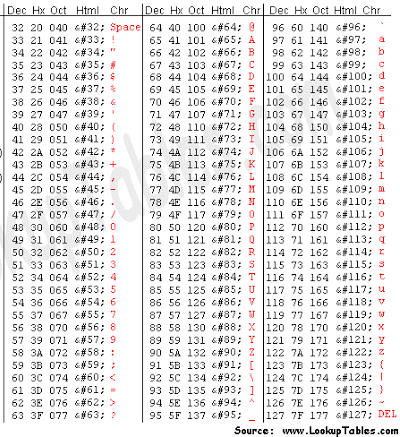 Dec Hx Oct Html Chr Dec Hx Oct Html Chr Dec Hx Oct Html Chr
32 20 040 &#32; Space 64 40 100 &#64; @ 96 60 140 &#96; `
33 21 041 &#33; ! 65 41 101 &#65; A 97 61 141 &#97; a
34 22 042 &#34; " 66 42 102 &#66; B 98 62 142 &#98; b
35 23 043 &#35; # 67 43 103 &#67; C 99 63 143 &#99; c
36 24 044 &#36; $ 68 44 104 &#68; D 100 64 144 &#100; d
37 25 045 &#37; % 69 45 105 &#69; E 101 65 145 &#101; e
38 26 046 &#38; & 70 46 106 &#70; F 102 66 146 &#102; f
39 27 047 &#39; ' 71 47 107 &#71; G 103 67 147 &#103; g
40 28 050 &#40; ( 72 48 110 &#72; H 104 68 150 &#104; h
41 29 051 &#41; ) 73 49 111 &#73; I 105 69 151 &#105; i
42 2A 052 &#42; * 74 4A 112 &#74; J 106 6A 152 &#106; j
43 2B 053 &#43; + 75 4B 113 &#75; K 107 6B 153 &#107; k
44 2C 054 &#44; , 76 4C 114 &#76; L 108 6C 154 &#108; l
45 2D 055 &#45; - 77 4D 115 &#77; M 109 6D 155 &#109; m
46 2E 056 &#46; . 78 4E 116 &#78; N 110 6E 156 &#110; n
47 2F 057 &#47; / 79 4F 117 &#79; O 111 6F 157 &#111; o
48 30 060 &#48; 0 80 50 120 &#80; P 112 70 160 &#112; p
49 31 061 &#49; 1 81 51 121 &#81; Q 113 71 161 &#113; q
50 32 062 &#50; 2 82 52 122 &#82; R 114 72 162 &#114; r
51 33 063 &#51; 3 83 53 123 &#83; S 115 73 163 &#115; s
52 34 064 &#52; 4 84 54 124 &#84; T 116 74 164 &#116; t
53 35 065 &#53; 5 85 55 125 &#85; U 117 75 165 &#117; u
54 36 066 &#54; 6 86 56 126 &#86; V 118 76 166 &#118; v
55 37 067 &#55; 7 87 57 127 &#87; W 119 77 167 &#119; w
56 38 070 &#56; 8 88 58 130 &#88; X 120 78 170 &#120; x
57 39 071 &#57; 9 89 59 131 &#89; Y 121 79 171 &#121; y
58 3A 072 &#58; : 90 5A 132 &#90; Z 122 7A 172 &#122; z
59 3B 073 &#59; ; 91 5B 133 &#91; [ 123 7B 173 &#123; {
60 3C 074 &#60; < 92 5C 134 &#92; \ 124 7C 174 &#124; |
61 3D 075 &#61; = 93 5D 135 &#93; ] 125 7D 175 &#125; }
62 3E 076 &#62; > 94 5E 136 &#94; ^ 126 7E 176 &#126; ~
63 3F 077 &#63; ? 95 5F 137 &#95; _ 127 7F 177 &#127; DEL
Source: www.LookupTables.com